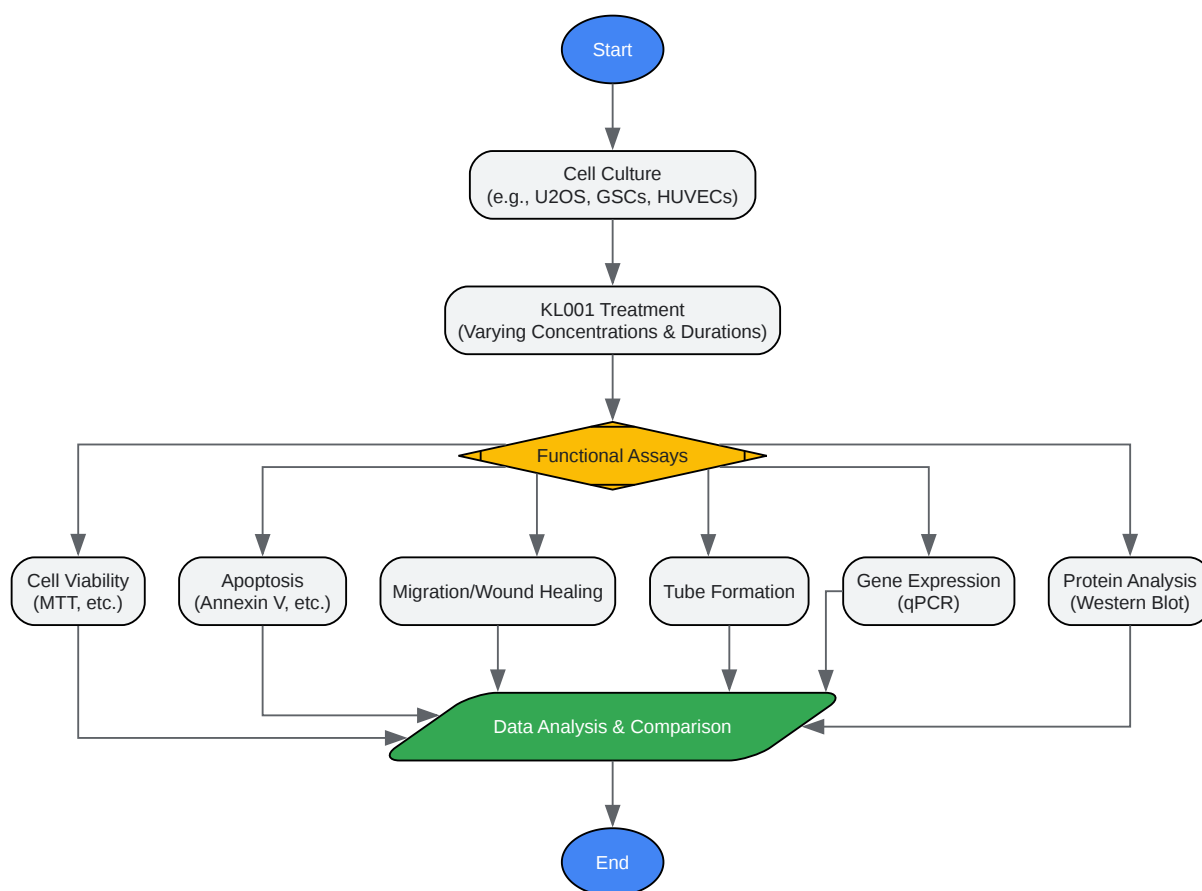 Start
Cell Culture
(e.g., U2OS, GSCs, HUVECs)
KL001 Treatment
(Varying Concentrations & Durations)
Functional Assays
Cell Viability
(MTT, etc.)
Apoptosis
(Annexin V, etc.)
Migration/Wound Healing
Tube Formation
Gene Expression
(qPCR)
Protein Analysis
(Western Blot)
Data Analysis & Comparison
End